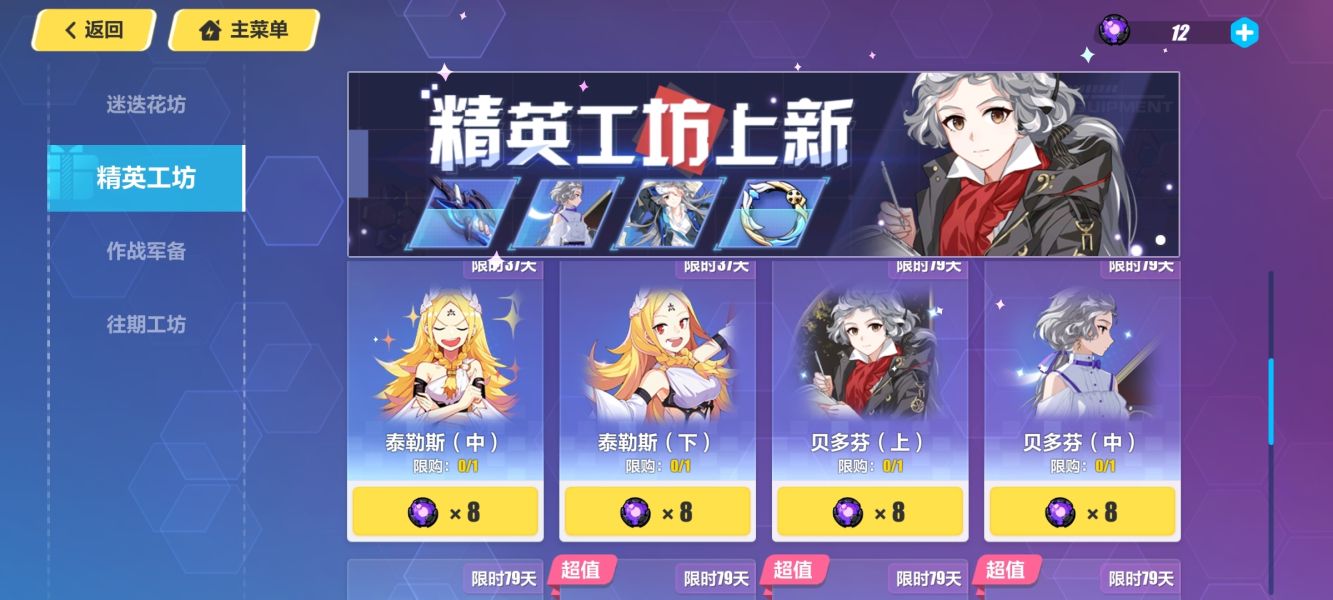 返回
主菜单
12
迷迭花坊
精英工坊
作战军备
往期工坊
精英工坊上新
限时37天
限时37天
限时79天
限时79天
泰勒斯（中）
限购：0/1
×8
泰勒斯（下）
限购：0/1
×8
贝多芬（上）
限购：0/1
×8
贝多芬（中）
限购：0/1
×8
限时79天
超值
限时79天
超值
限时79天
超值
限时79天